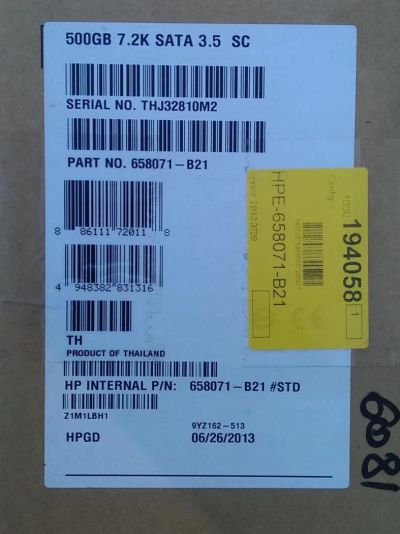 500GB 7.2K SATA 3.5 SC
SERIAL NO. THJ32810M2
PART NO. 658071-B21
8 86111 72011 8
4 948382 831316
TH
PRODUCT OF THAILAND
HP INTERNAL P/N: 658071-B21 #STD
Z1M1LBH1
9YZ162-513
HPGD 06/26/2013
194058
1
HPE-658071-B21
6081